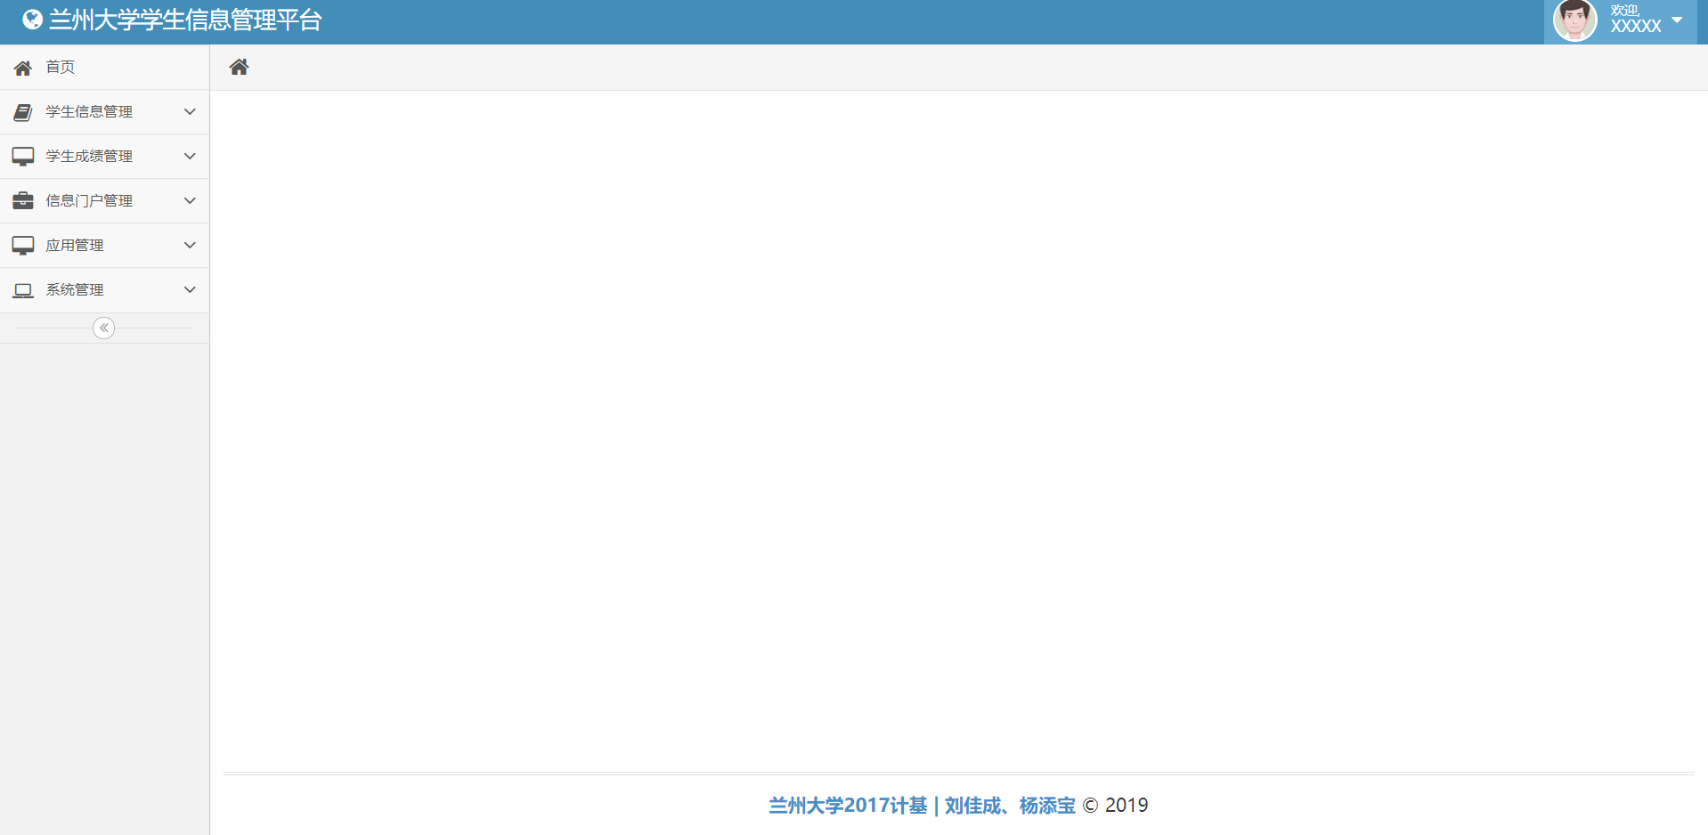 兰州大学学生信息管理平台
欢迎,
XXXXX
首页
学生信息管理
学生成绩管理
信息门户管理
应用管理
系统管理
兰州大学2017计基 | 刘佳成、杨添宝 © 2019